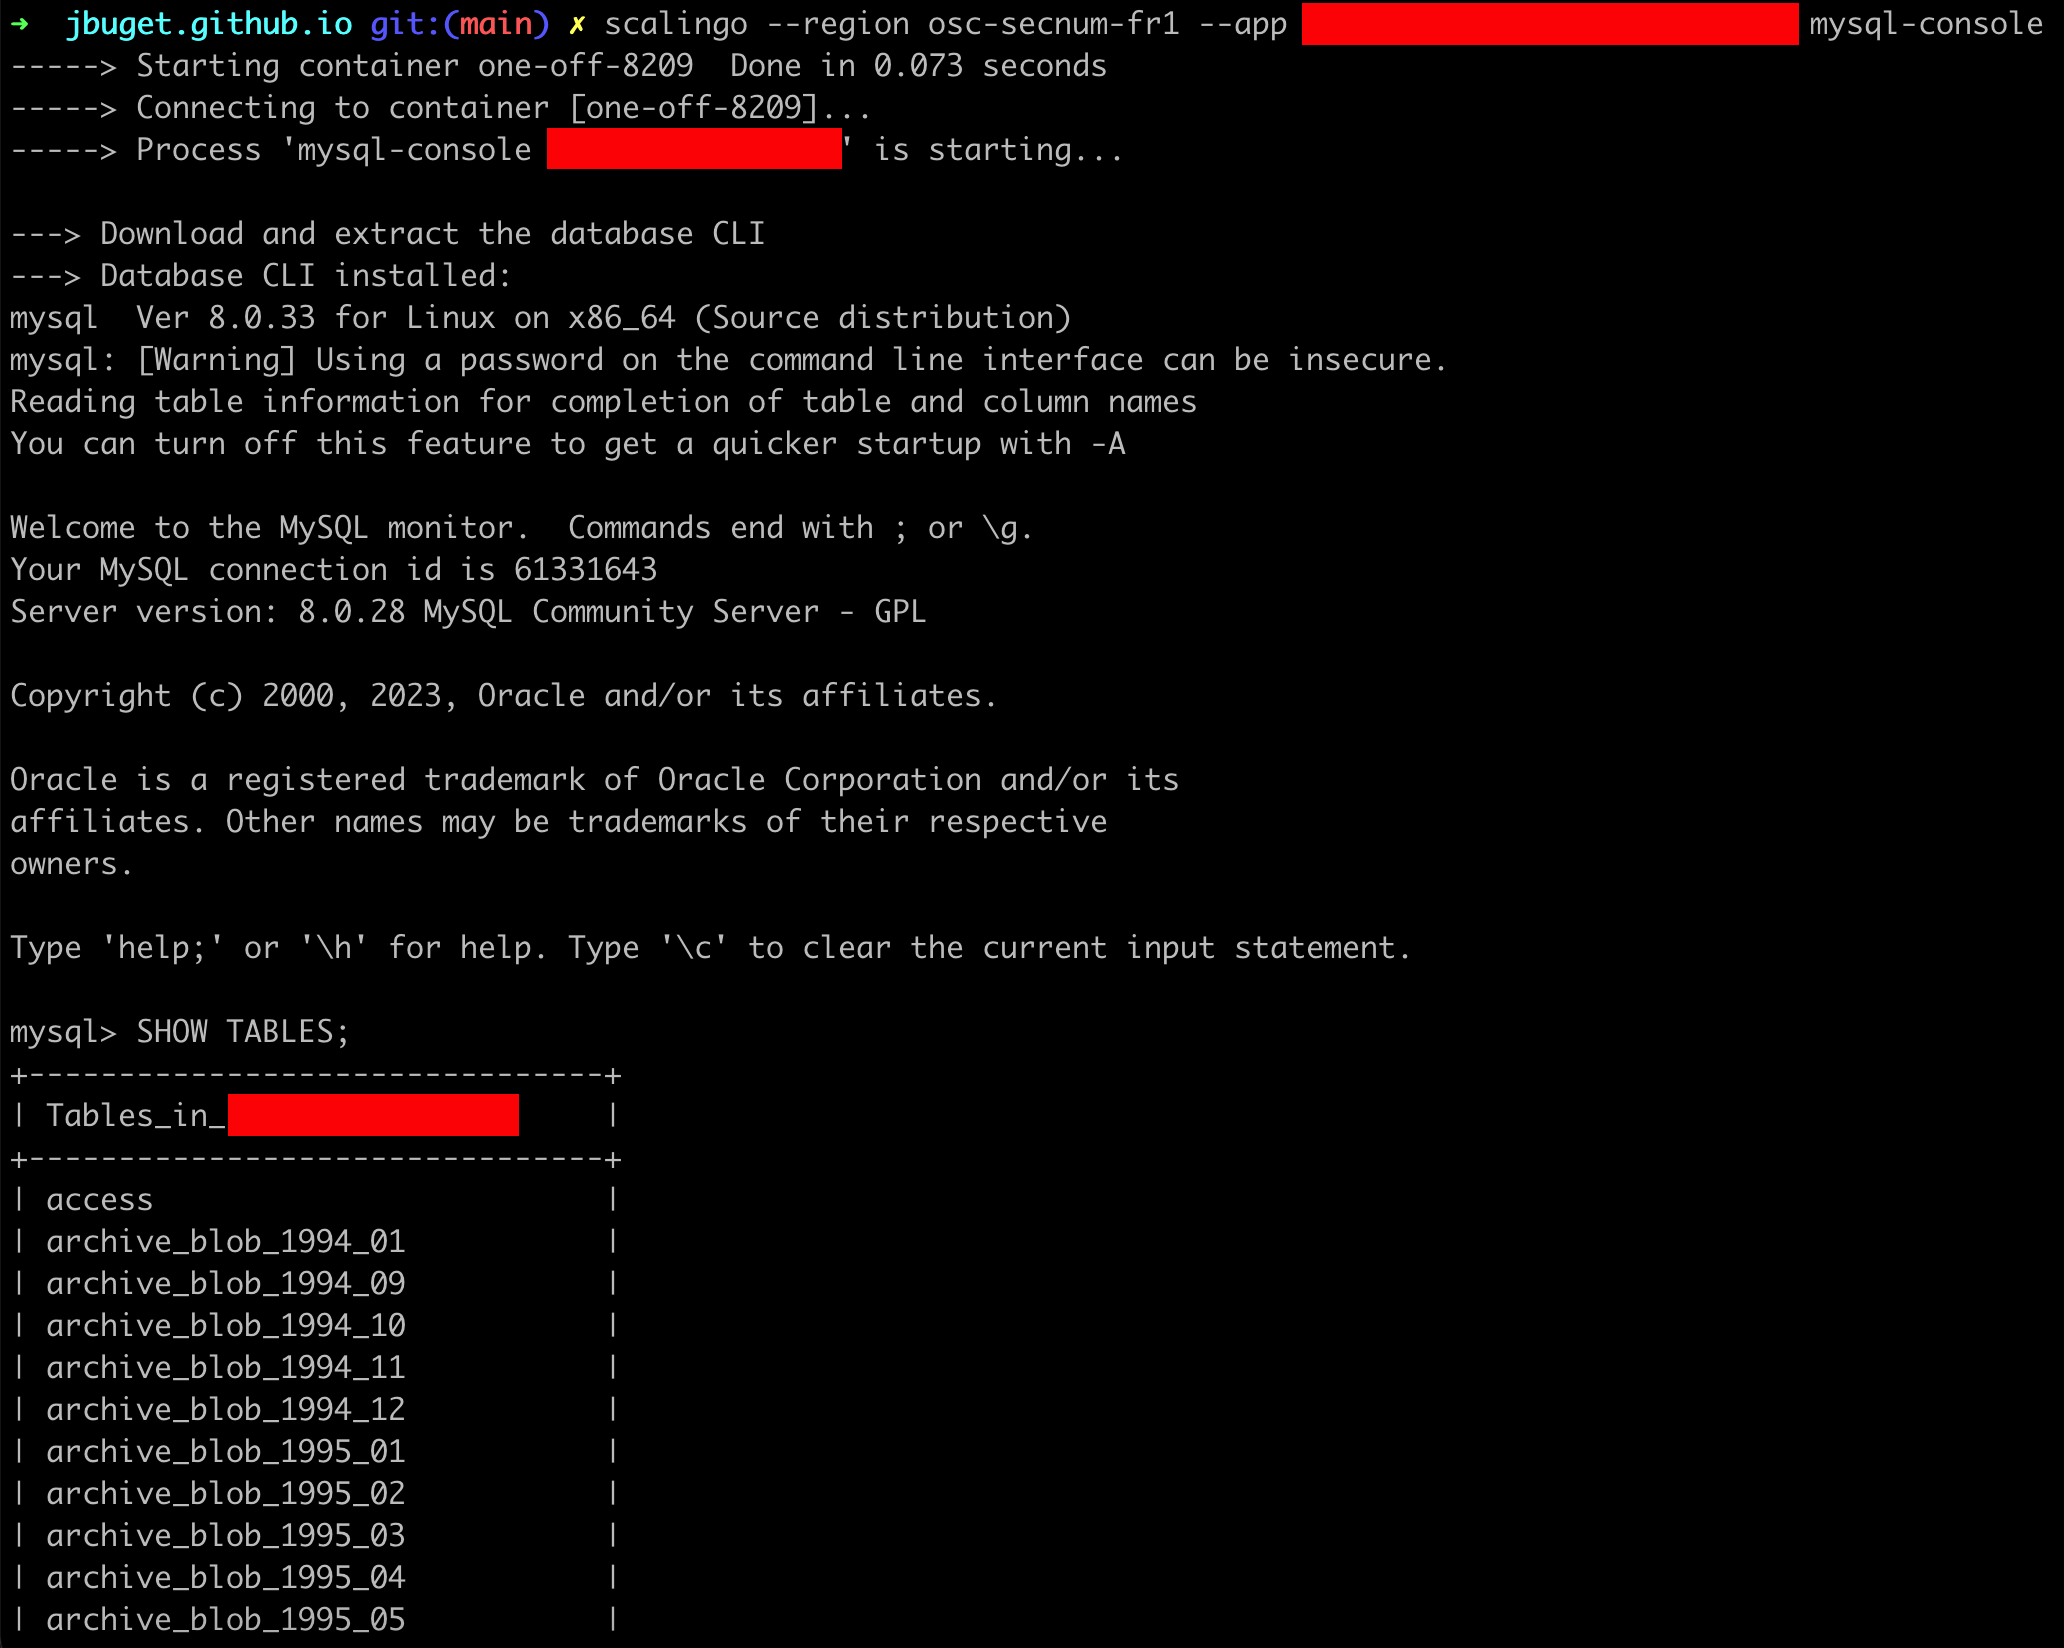 ➜  jbuget.github.io git:(main) ✗ scalingo --region osc-secnum-fr1 --app mysql-console
-----> Starting container one-off-8209  Done in 0.073 seconds
-----> Connecting to container [one-off-8209]...
-----> Process 'mysql-console ' is starting...
---> Download and extract the database CLI
---> Database CLI installed:
mysql  Ver 8.0.33 for Linux on x86_64 (Source distribution)
mysql: [Warning] Using a password on the command line interface can be insecure.
Reading table information for completion of table and column names
You can turn off this feature to get a quicker startup with -A
Welcome to the MySQL monitor.  Commands end with ; or \g.
Your MySQL connection id is 61331643
Server version: 8.0.28 MySQL Community Server - GPL
Copyright (c) 2000, 2023, Oracle and/or its affiliates.
Oracle is a registered trademark of Oracle Corporation and/or its
affiliates. Other names may be trademarks of their respective
owners.
Type 'help;' or '\h' for help. Type '\c' to clear the current input statement.
mysql> SHOW TABLES;
+--------------------------------+
| Tables_in_                     |
+--------------------------------+
| access                         |
| archive_blob_1994_01           |
| archive_blob_1994_09           |
| archive_blob_1994_10           |
| archive_blob_1994_11           |
| archive_blob_1994_12           |
| archive_blob_1995_01           |
| archive_blob_1995_02           |
| archive_blob_1995_03           |
| archive_blob_1995_04           |
| archive_blob_1995_05           |